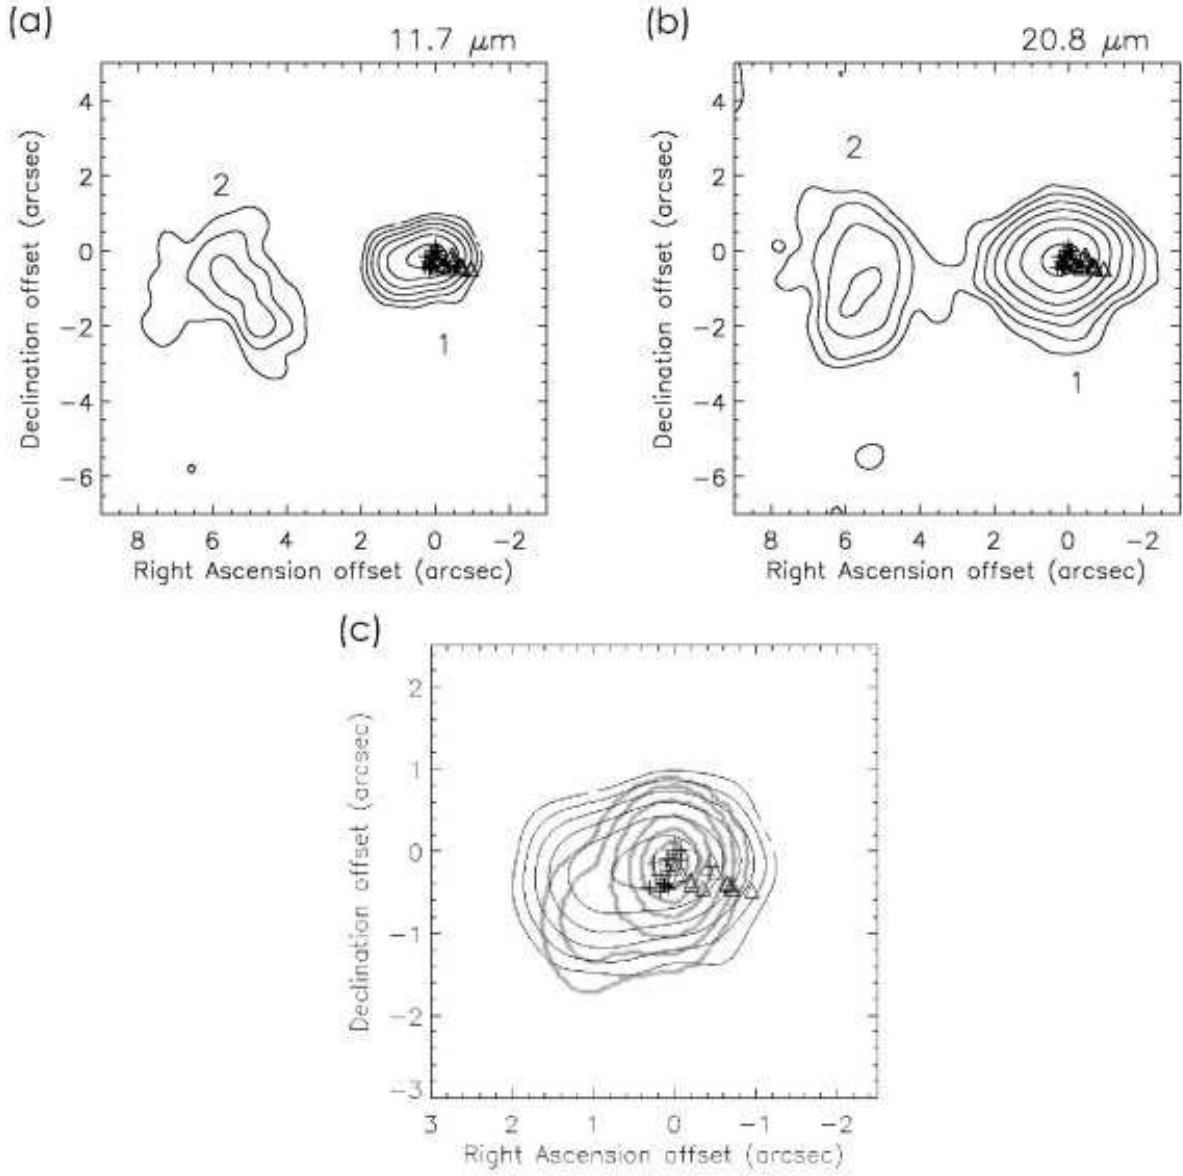 (a)
11.7 μm
(b)
20.8 μm
Declination offset (arcsec)
4
2
0
−2
−4
−6
2
1
8 6 4 2 0 −2
Right Ascension offset (arcsec)
Declination offset (arcsec)
4
2
0
−2
−4
−6
2
1
8 6 4 2 0 −2
Right Ascension offset (arcsec)
(c)
Declination offset (arcsec)
2
1
0
−1
−2
−3
3 2 1 0 −1 −2
Right Ascension offset (arcsec)